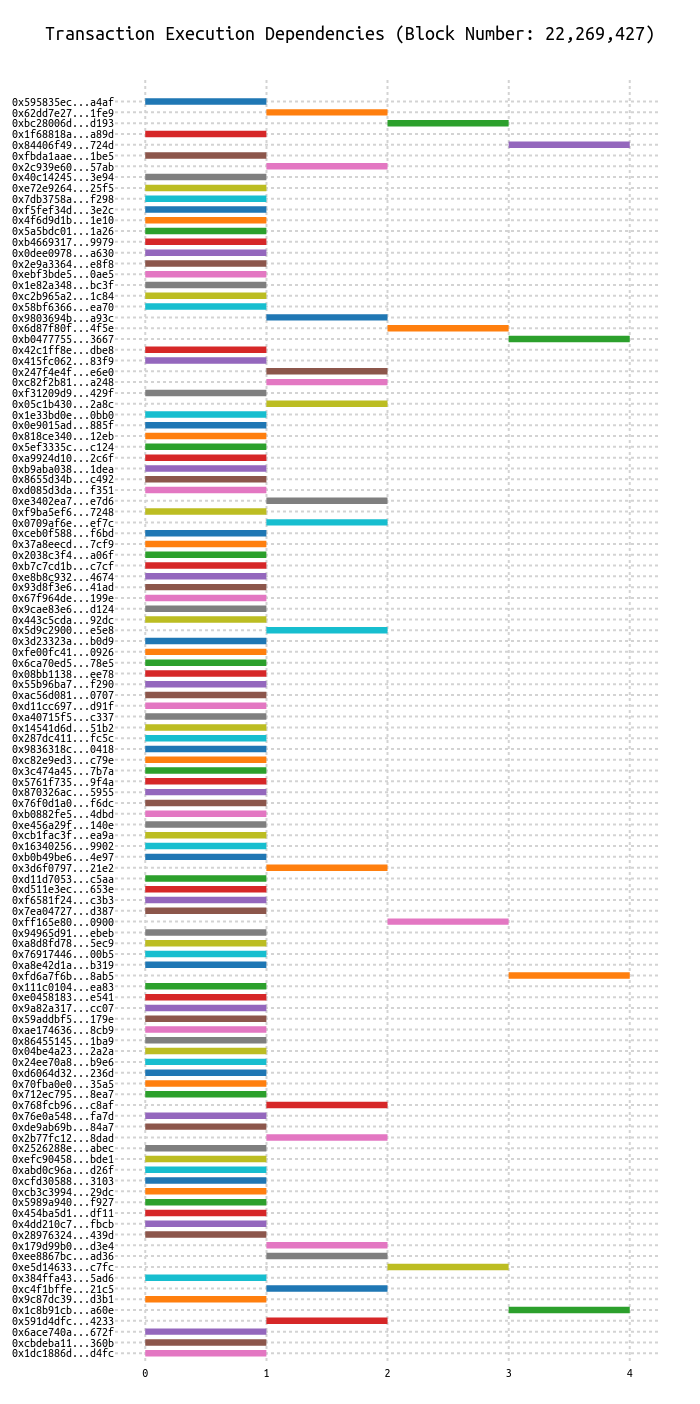 Transaction Execution Dependencies (Block Number: 22,269,427)
0x595835ec...a4af
0x62dd7e27...1fe9
0xbc28006d...d193
0x1f68818a...a89d
0x84406f49...724d
0xfbda1aae...1be5
0x2c939e60...57ab
0x40c14245...3e94
0xe72e9264...25f5
0x7db3758a...f298
0xf5fef34d...3e2c
0x4f6d9d1b...1e10
0x5a5bdc01...1a26
0xb4669317...9979
0x0dee0978...a630
0x2e9a3364...e8f8
0xebf3bde5...0ae5
0x1e82a348...bc3f
0xc2b965a2...1c84
0x58bf6366...ea70
0x9803694b...a93c
0x6d87f80f...4f5e
0xb0477755...3667
0x42c1ff8e...dbe8
0x415fc062...83f9
0x247f4e4f...e6e0
0xc82f2b81...a248
0xf31209d9...429f
0x05c1b430...2a8c
0x1e33bd0e...0bb0
0x0e9015ad...885f
0x818ce340...12eb
0x5ef3335c...c124
0xa9924d10...2c6f
0xb9aba038...1dea
0x8655d34b...c492
0xd085d3da...f351
0xe3402ea7...e7d6
0xf9ba5ef6...7248
0x0709af6e...ef7c
0xceb0f588...f6bd
0x37a8eecd...7cf9
0x2038c3f4...a06f
0xb7c7cd1b...c7cf
0xe8b8c932...4674
0x93d8f3e6...41ad
0x67f964de...199e
0x9cae83e6...d124
0x443c5cda...92dc
0x5d9c2900...e5e8
0x3d23323a...b0d9
0xfe00fc41...0926
0x6ca70ed5...78e5
0x08bb1138...ee78
0x55b96ba7...f290
0xac56d081...0707
0xd11cc697...d91f
0xa40715f5...c337
0x14541d6d...51b2
0x287dc411...fc5c
0x9836318c...0418
0xc82e9ed3...c79e
0x3c474a45...7b7a
0x5761f735...9f4a
0x870326ac...5955
0x76f0d1a0...f6dc
0xb0882fe5...4dbd
0xe456a29f...140e
0xcb1fac3f...ea9a
0x16340256...9902
0xb0b49be6...4e97
0x3d6f0797...21e2
0xd11d7053...c5aa
0xd511e3ec...653e
0xf6581f24...c3b3
0x7ea04727...d387
0xff165e80...0900
0x94965d91...ebeb
0xa8d8fd78...5ec9
0x76917446...00b5
0xa8e42d1a...b319
0xfd6a7f6b...8ab5
0x111c0104...ea83
0xe0458183...e541
0x9a82a317...cc07
0x59addbf5...179e
0xae174636...8cb9
0x86455145...1ba9
0x04be4a23...2a2a
0x24ee70a8...b9e6
0xd6064d32...236d
0x70fba0e0...35a5
0x712ec795...8ea7
0x768fcb96...c8af
0x76e0a548...fa7d
0xde9ab69b...84a7
0x2b77fc12...8dad
0x2526288e...abec
0xefc90458...bde1
0xabd0c96a...d26f
0xcfd30588...3103
0xcb3c3994...29dc
0x5989a940...f927
0x454ba5d1...df11
0x4dd210c7...fbcb
0x28976324...439d
0x179d99b0...d3e4
0xee8867bc...ad36
0xe5d14633...c7fc
0x384ffa43...5ad6
0xc4f1bffe...21c5
0x9c87dc39...d3b1
0x1c8b91cb...a60e
0x591d4dfc...4233
0x6ace740a...672f
0xcbdeba11...360b
0x1dc1886d...d4fc
0 1 2 3 4